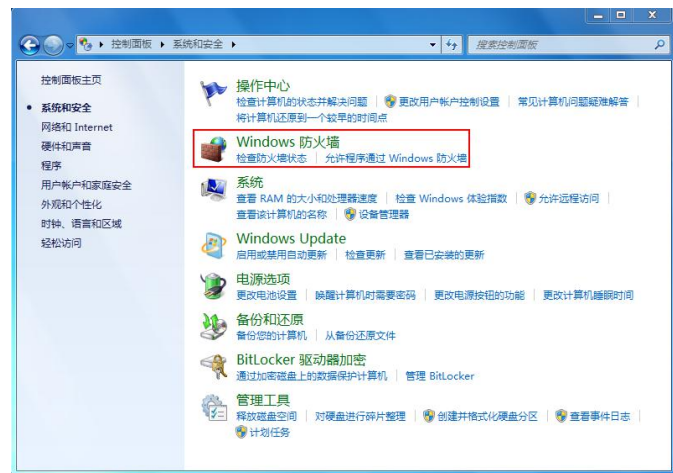 控制面板 系统和安全
搜索控制面板
控制面板主页
系统和安全
网络和 Internet
硬件和声音
程序
用户帐户和家庭安全
外观和个性化
时钟、语言和区域
轻松访问
操作中心
检查计算机的状态并解决问题 更改用户帐户控制设置 常见计算机问题疑难解答
将计算机还原到一个较早的时间点
Windows 防火墙
检查防火墙状态 允许程序通过 Windows 防火墙
系统
查看 RAM 的大小和处理器速度 检查 Windows 体验指数 允许远程访问
查看该计算机的名称 设备管理器
Windows Update
启用或禁用自动更新 检查更新 查看已安装的更新
电源选项
更改电池设置 唤醒计算机时需要密码 更改电源按钮的功能 更改计算机睡眠时间
备份和还原
备份您的计算机 从备份还原文件
BitLocker 驱动器加密
通过加密磁盘上的数据保护计算机 管理 BitLocker
管理工具
释放磁盘空间 对硬盘进行碎片整理 创建并格式化硬盘分区 查看事件日志
计划任务